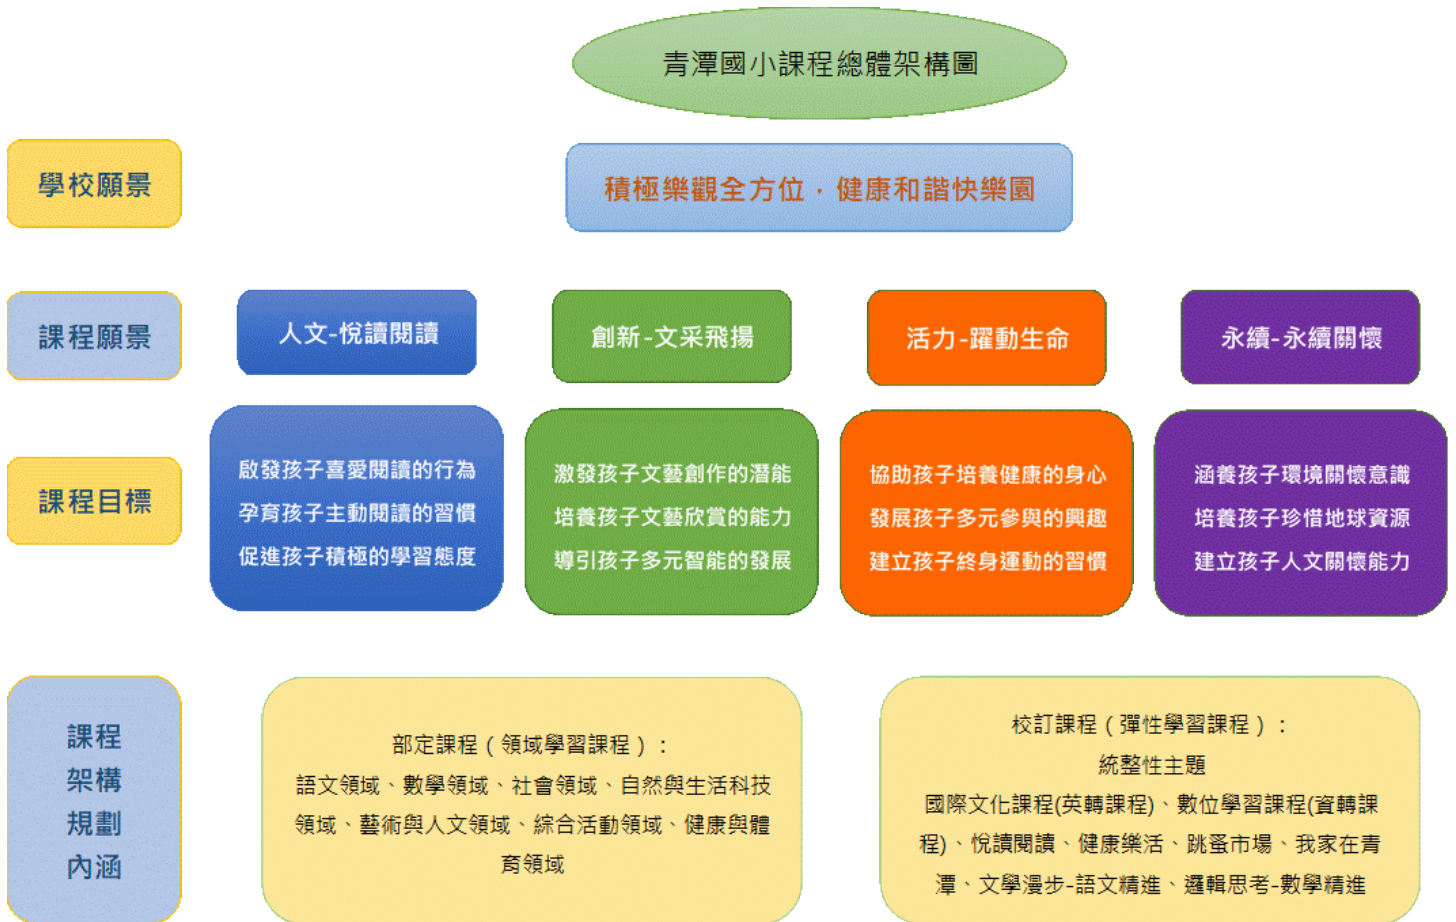 青潭國小課程總體架構圖
學校願景
積極樂觀全方位．健康和諧快樂園
課程願景
人文-悅讀閱讀
創新-文采飛揚
活力-躍動生命
永續-永續關懷
課程目標
啟發孩子喜愛閱讀的行為
孕育孩子主動閱讀的習慣
促進孩子積極的學習態度
激發孩子文藝創作的潛能
培養孩子文藝欣賞的能力
導引孩子多元智能的發展
協助孩子培養健康的身心
發展孩子多元參與的興趣
建立孩子終身運動的習慣
涵養孩子環境關懷意識
培養孩子珍惜地球資源
建立孩子人文關懷能力
課程
架構
規劃
內涵
部定課程（領域學習課程）：
語文領域、數學領域、社會領域、自然與生活科技
領域、藝術與人文領域、綜合活動領域、健康與體
育領域
校訂課程（彈性學習課程）：
統整性主題
國際文化課程(英轉課程)、數位學習課程(資轉課
程)、悅讀閱讀、健康樂活、跳蚤市場、我家在青
潭、文學漫步-語文精進、邏輯思考-數學精進